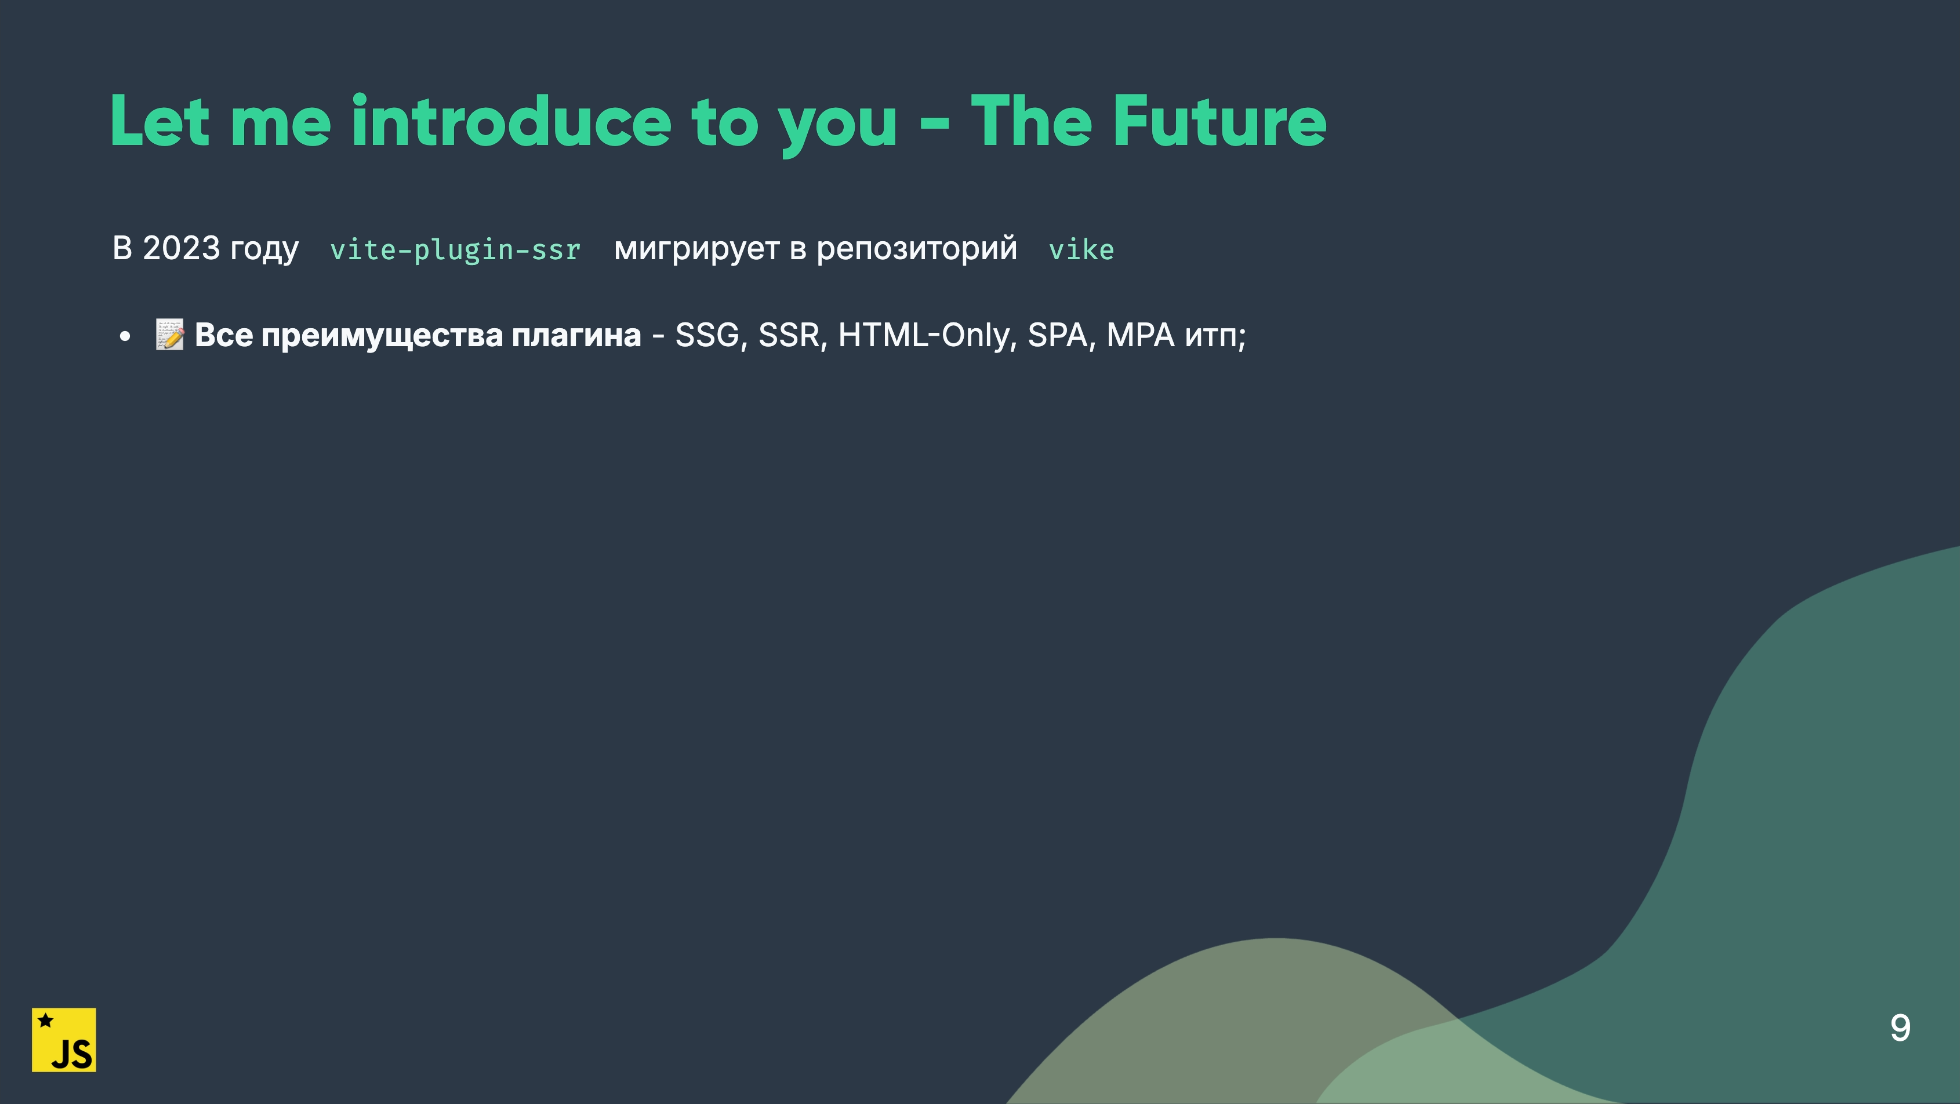 Let me introduce to you - The Future
В 2023 году vite-plugin-ssr мигрирует в репозиторий vike
• 📝 Все преимущества плагина - SSG, SSR, HTML-Only, SPA, MPA итп;
JS
9